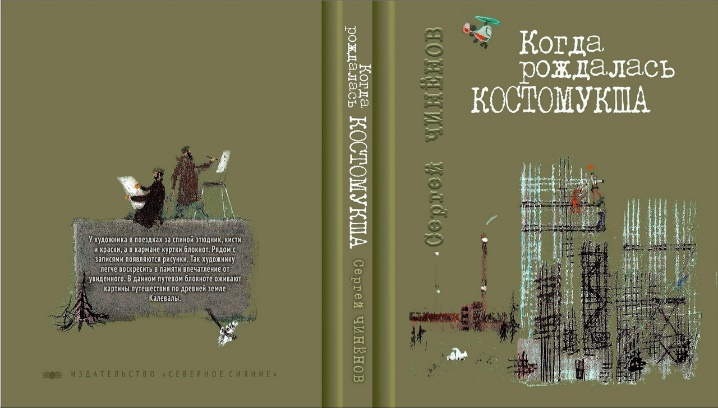 У художника в поездках за спиной этюдник, кисти
и краски, а в кармане куртки блокнот. Рядом с
записями появляются рисунки. Так художнику
легче воскресить в памяти впечатление от
увиденного. В данном путевом блокноте оживают
картины путешествия по древней земле
Калевалы.
ИЗДАТЕЛЬСТВО «СЕВЕРНОЕ СИЯНИЕ»
Когда
рождалась
КОСТОМУКША
Сергей ЧИНЁНОВ
Сергей ЧИНЁНОВ
Когда
рождалась
КОСТОМУКША